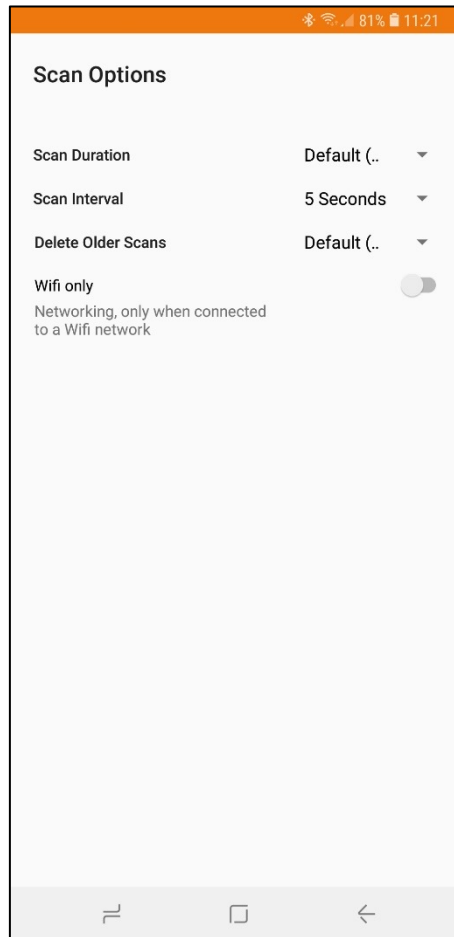 81% 11:21
Scan Options
Scan Duration Default (..
Scan Interval 5 Seconds
Delete Older Scans Default (..
Wifi only
Networking, only when connected
to a Wifi network